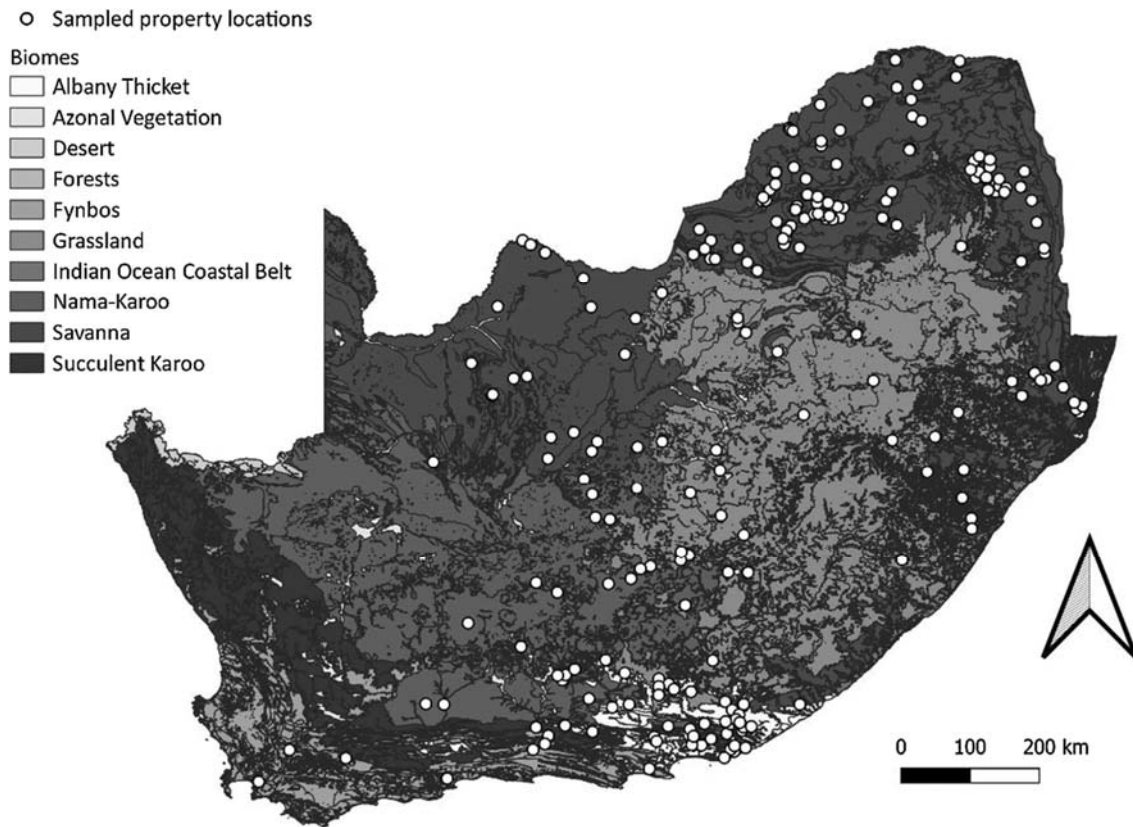 Sampled property locations
Biomes
Albany Thicket
Azonal Vegetation
Desert
Forests
Fynbos
Grassland
Indian Ocean Coastal Belt
Nama-Karoo
Savanna
Succulent Karoo
0 100 200 km